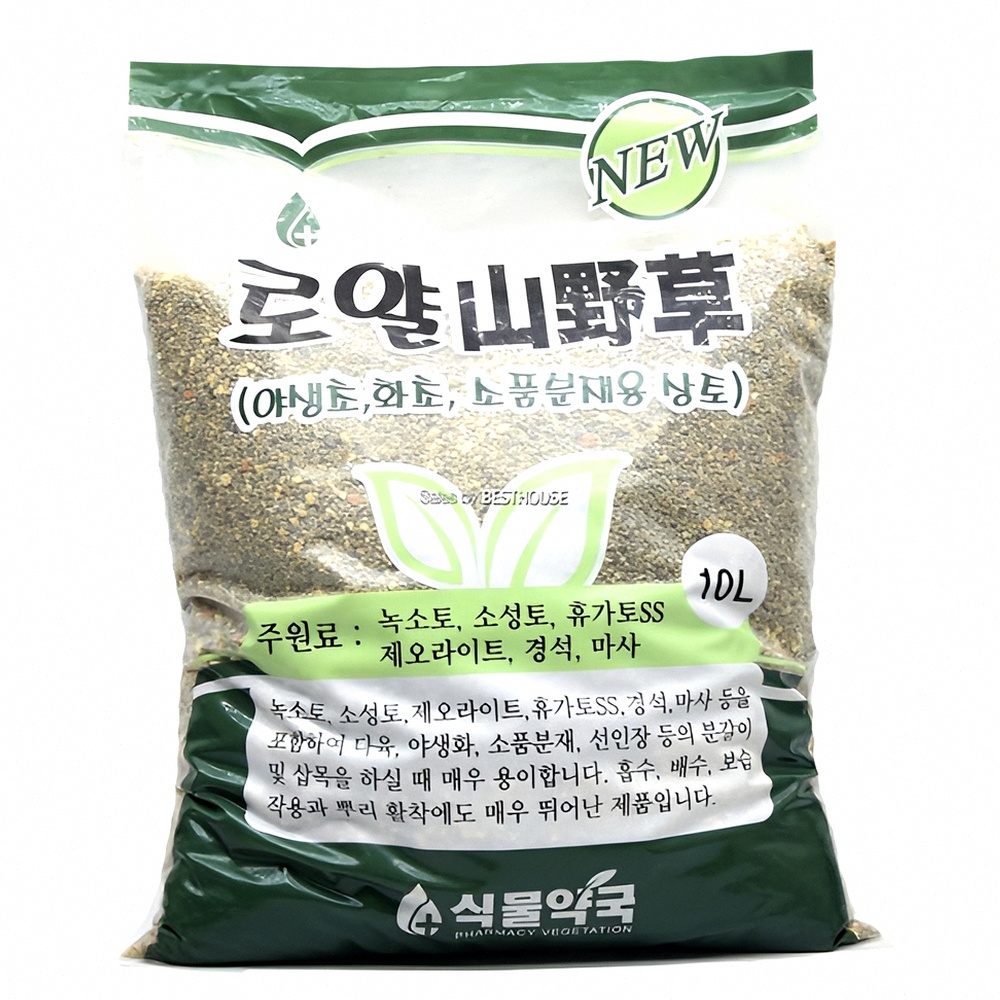 NEW
로얄山野草
(야생초,화초, 소품분재용 상토)
Sells by BESTHOUSE
10L
주원료 : 녹소토, 소성토, 휴가토SS
제오라이트, 경석, 마사
녹소토, 소성토,제오라이트,휴가토SS,경석,마사 등을
포함하여 다육, 야생화, 소품분재, 선인장 등의 분갈이
및 삽목을 하실 때 매우 용이합니다. 흡수, 배수, 보습
작용과 뿌리 활착에도 매우 뛰어난 제품입니다.
식물약국
PHARMACY VEGETATION